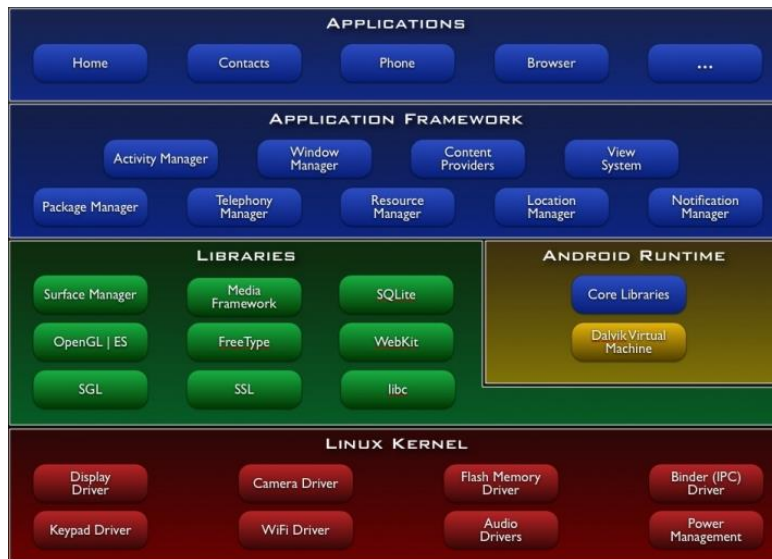 APPLICATIONS
Home
Contacts
Phone
Browser
...
APPLICATION FRAMEWORK
Activity Manager
Window
Manager
Content
Providers
View
System
Package Manager
Telephony
Manager
Resource
Manager
Location
Manager
Notification
Manager
LIBRARIES
Surface Manager
Media
Framework
SQLite
OpenGL | ES
FreeType
WebKit
SGL
SSL
libc
ANDROID RUNTIME
Core Libraries
Dalvik Virtual
Machine
LINUX KERNEL
Display
Driver
Camera Driver
Flash Memory
Driver
Binder (IPC)
Driver
Keypad Driver
WiFi Driver
Audio
Drivers
Power
Management